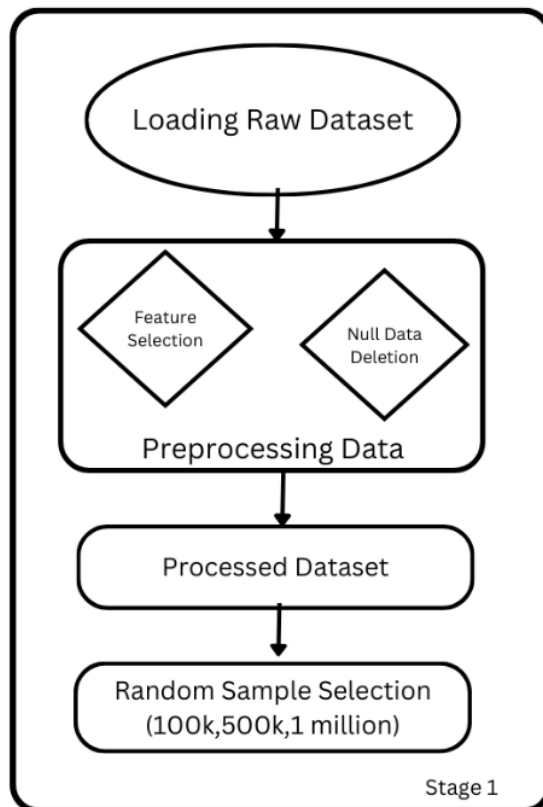 Loading Raw Dataset
Feature
Selection
Null Data
Deletion
Preprocessing Data
Processed Dataset
Random Sample Selection
(100k,500k,1 million)
Stage 1